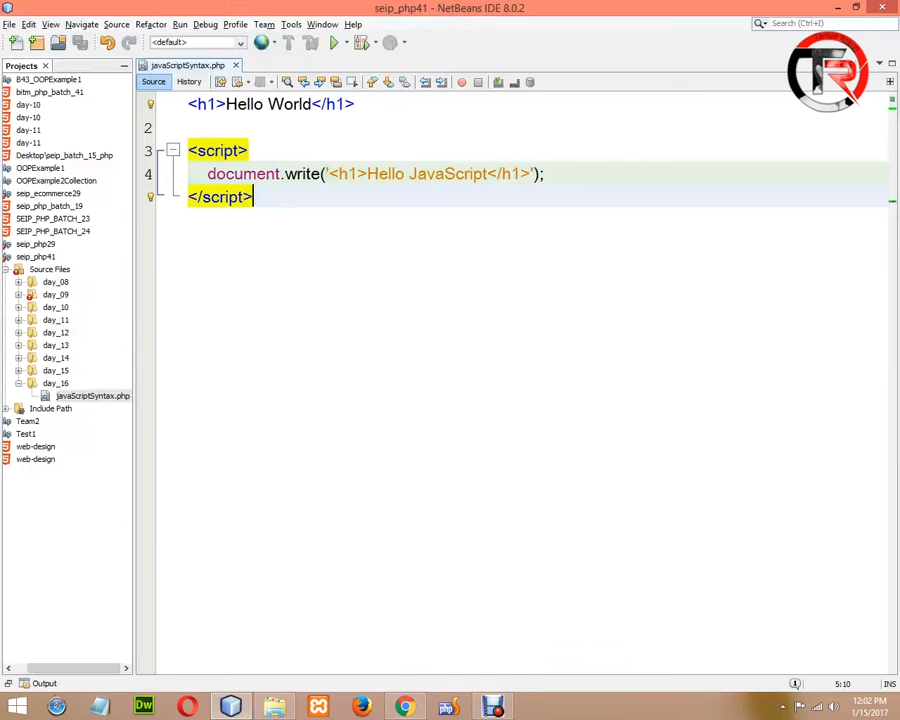 seip_php41 - NetBeans IDE 8.0.2
File Edit View Navigate Source Refactor Run Debug Profile Team Tools Window Help
Search (Ctrl+I)
<default>
Projects
javaScriptSyntax.php
Source History
B43_OOPExample1
bitm_php_batch_41
day-10
day-10
day-11
day-11
Desktop\seip_batch_15_php
OOPExample1
OOPExample2Collection
seip_ecommerce29
seip_php_batch_19
SEIP_PHP_BATCH_23
SEIP_PHP_BATCH_24
seip_php29
seip_php41
Source Files
day_08
day_09
day_10
day_11
day_12
day_13
day_14
day_15
day_16
javaScriptSyntax.php
Include Path
Team2
Test1
web-design
web-design
<h1>Hello World</h1>
2
3 <script>
4 document.write('<h1>Hello JavaScript</h1>');
</script>
TR
Output
5:10 INS
Dw
php
12:02 PM
1/15/2017